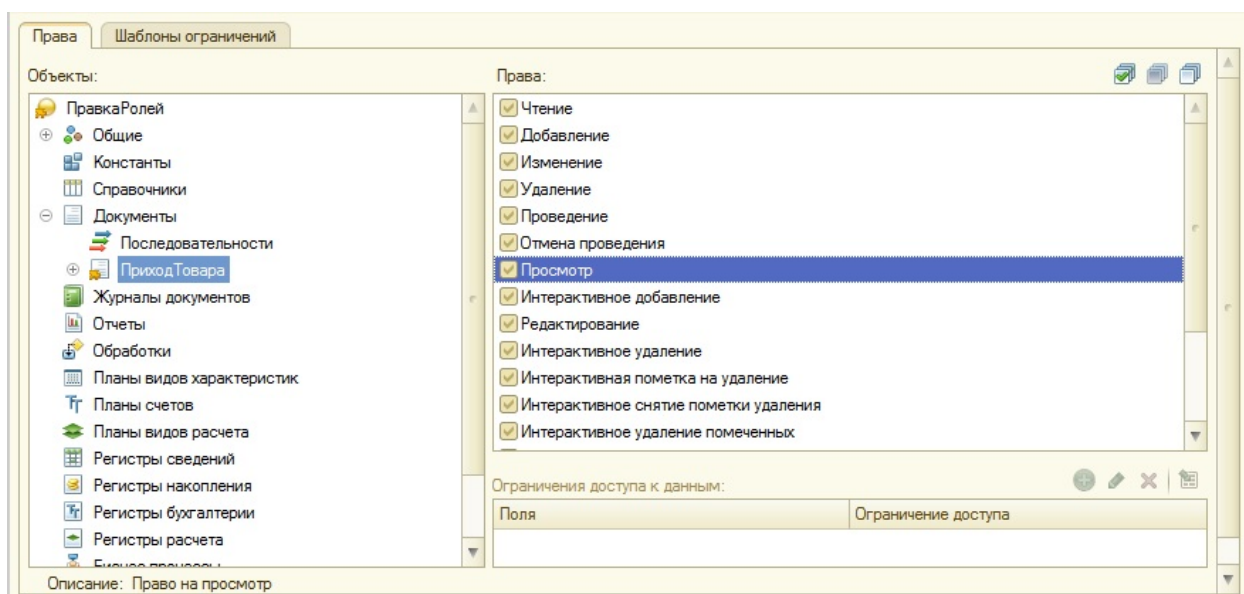 Права Шаблоны ограничений
Объекты: Права:
ПравкаРолей
Общие
Константы
Справочники
Документы
Последовательности
ПриходТовара
Журналы документов
Отчеты
Обработки
Планы видов характеристик
Планы счетов
Планы видов расчета
Регистры сведений
Регистры накопления
Регистры бухгалтерии
Регистры расчета
Бизнес-процессы
Чтение
Добавление
Изменение
Удаление
Проведение
Отмена проведения
Просмотр
Интерактивное добавление
Редактирование
Интерактивное удаление
Интерактивная пометка на удаление
Интерактивное снятие пометки удаления
Интерактивное удаление помеченных
Ограничения доступа к данным:
Поля Ограничение доступа
Описание: Право на просмотр